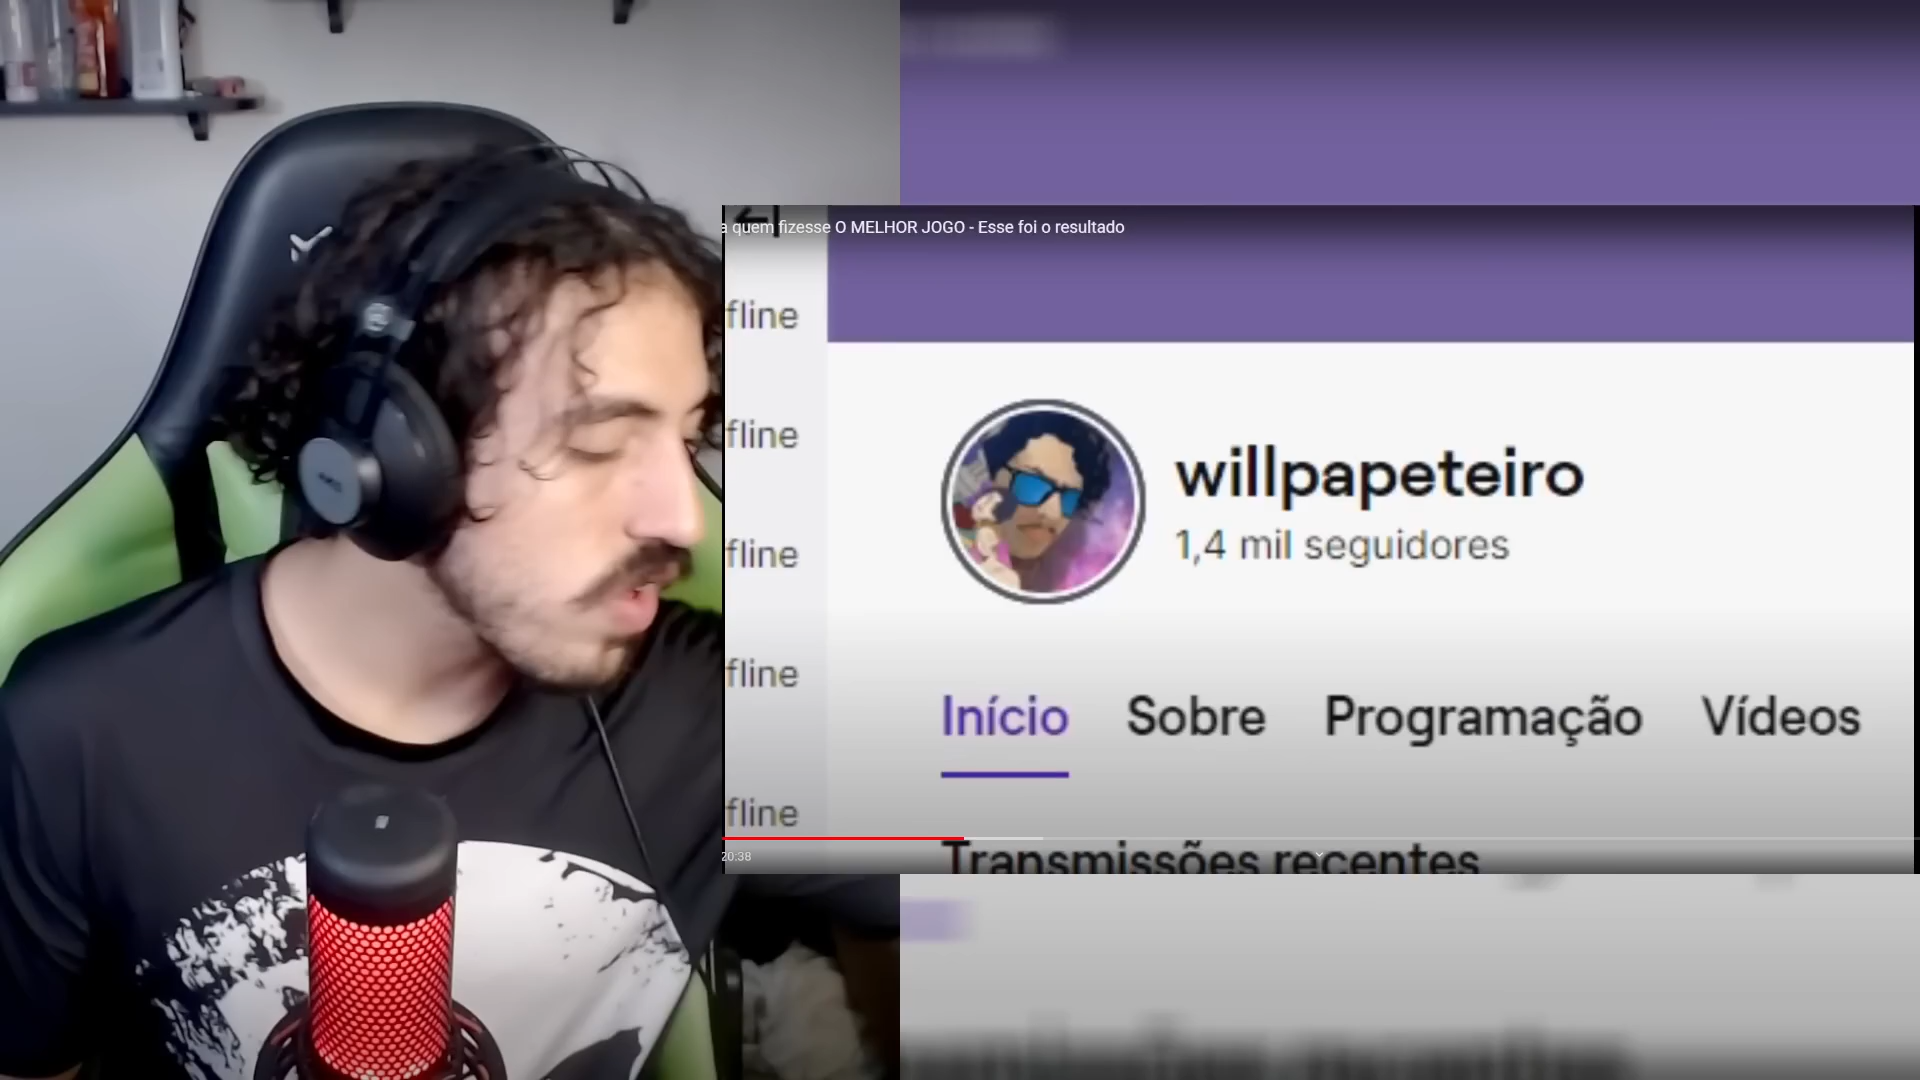 a quem fizesse O MELHOR JOGO - Esse foi o resultado
fline
fline
willpapeteiro
1,4 mil seguidores
fline
fline
Início Sobre Programação Vídeos
fline
20:38
Transmissões recentes